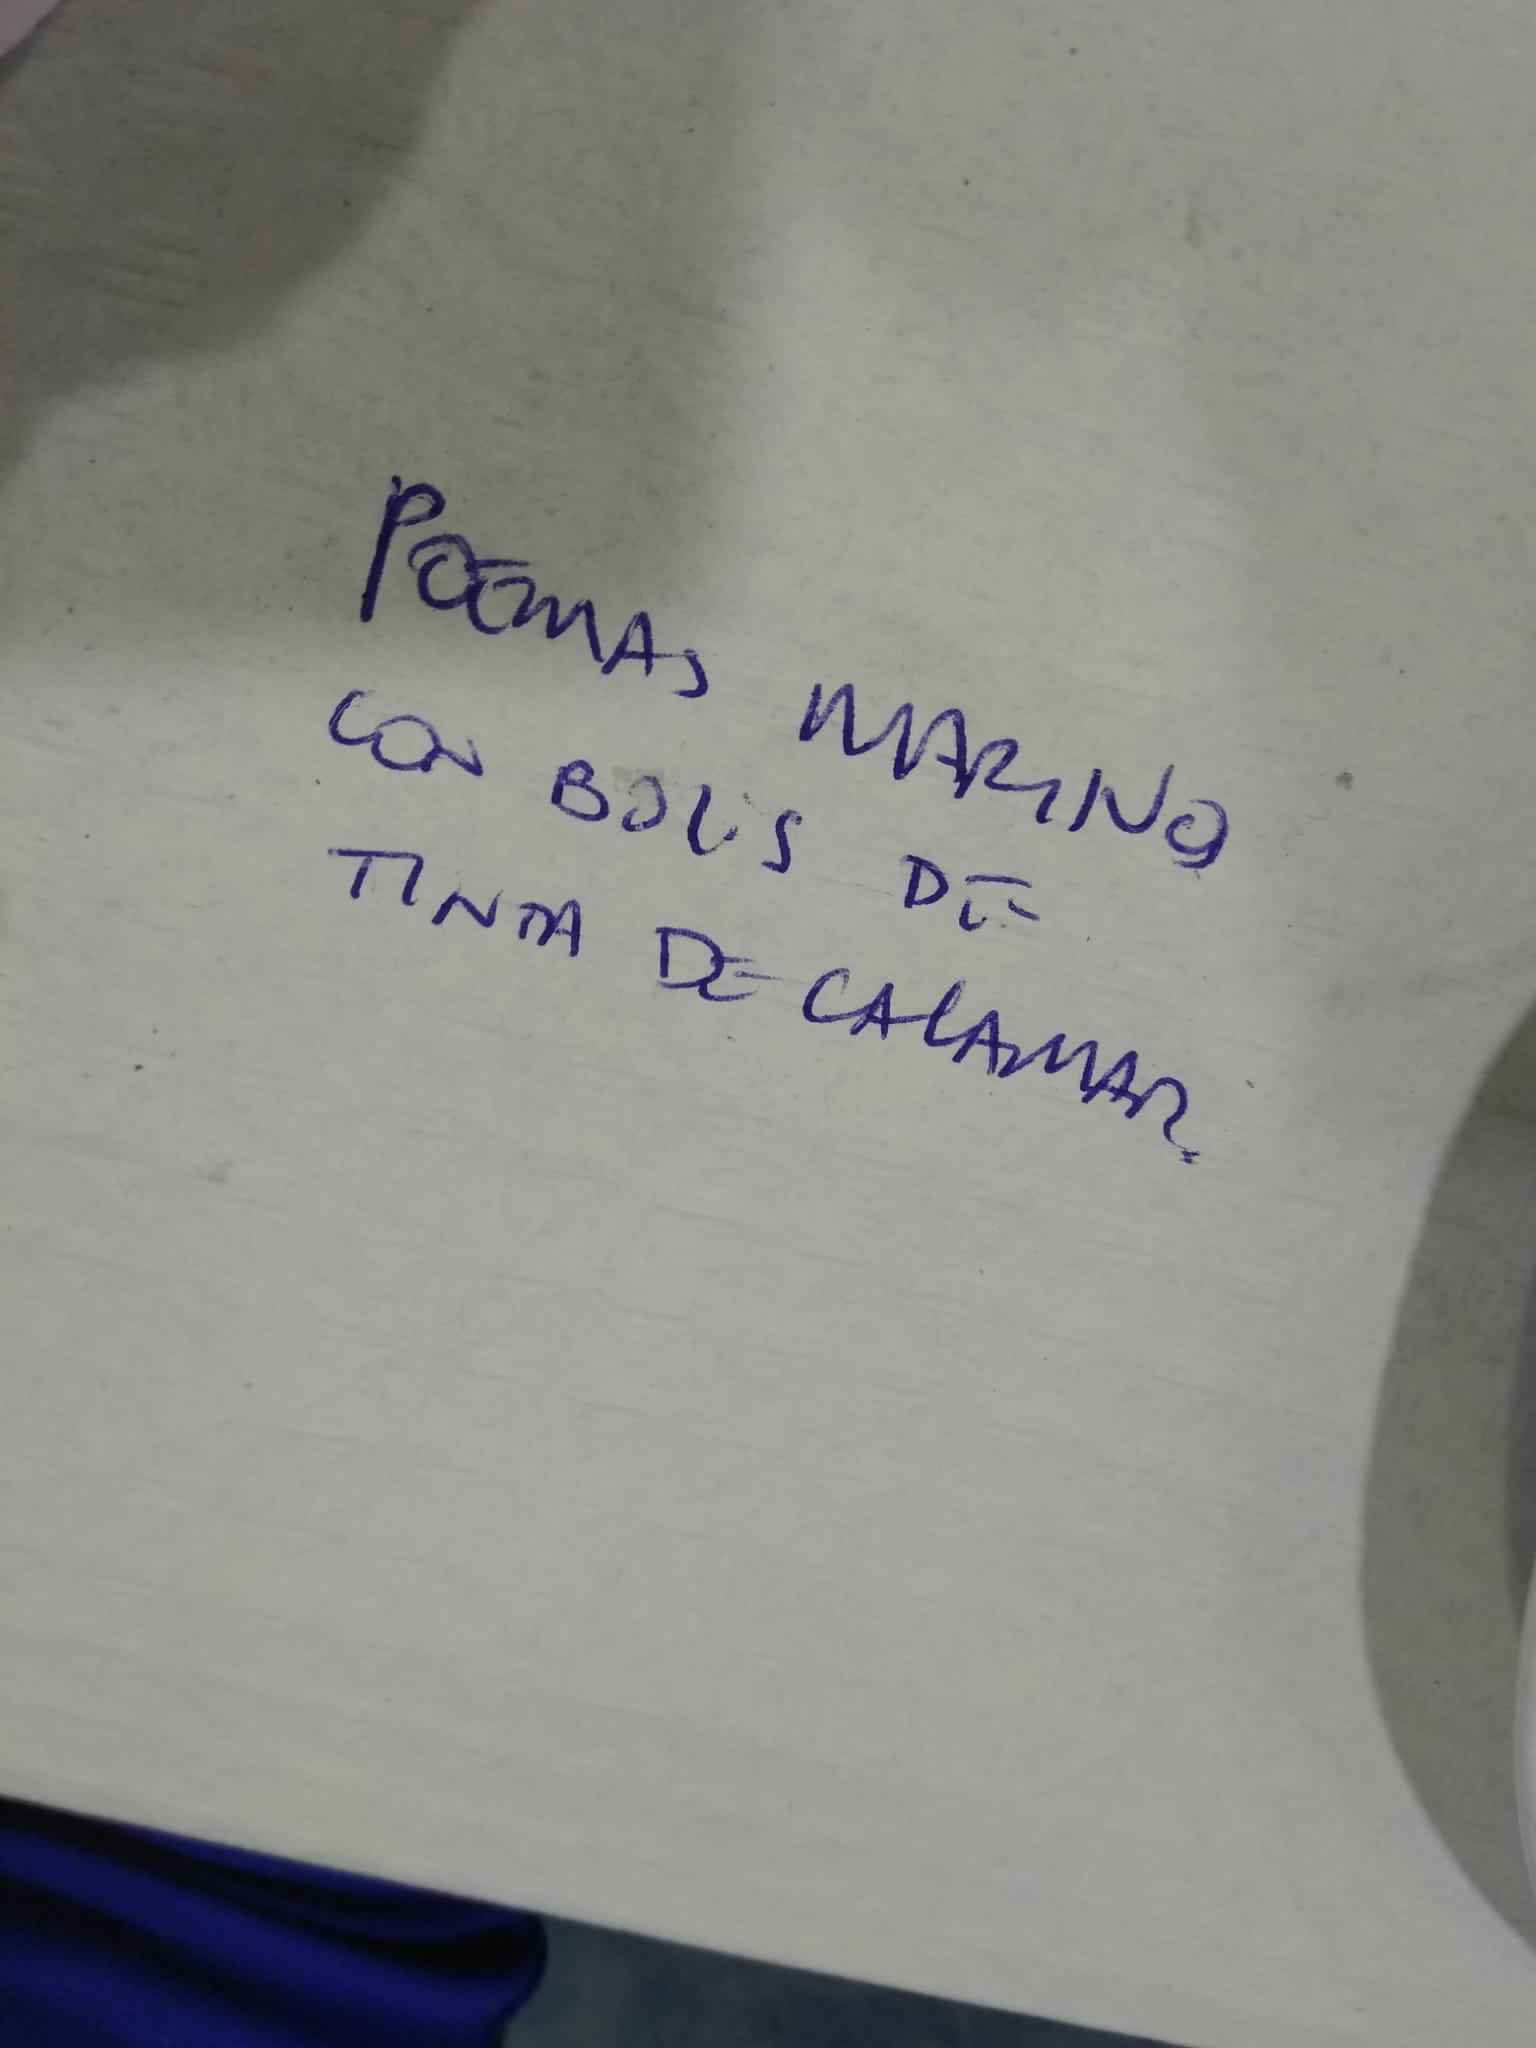 POEMAS MARINO
CON BOLIS DE
TINTA DE CALAMAR.